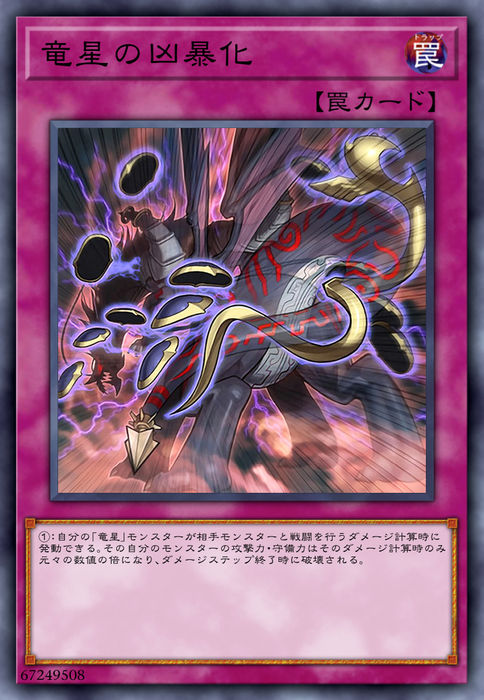 竜星の凶暴化
トラップ
罠
【罠カード】
①:自分の「竜星」モンスターが相手モンスターと戦闘を行うダメージ計算時に
発動できる。その自分のモンスターの攻撃力・守備力はそのダメージ計算時のみ
元々の数値の倍になり、ダメージステップ終了時に破壊される。
67249508